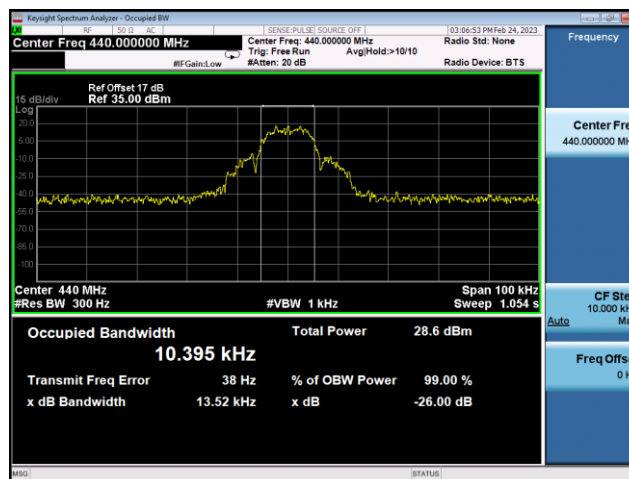 Keysight Spectrum Analyzer - Occupied BW
RF 50 Ω AC SENSE:PULSE SOURCE OFF 03:06:53 PM Feb 24, 2023
Center Freq 440.000000 MHz
Center Freq: 440.000000 MHz Radio Std: None
Trig: Free Run Avg|Hold:>10/10
#IFGain:Low #Atten: 20 dB Radio Device: BTS
Frequency
Ref Offset 17 dB
15 dB/div Ref 35.00 dBm
Log
20.0
5.00
-10.0
-25.0
-40.0
-55.0
-70.0
-85.0
-100
Center 440 MHz Span 100 kHz
#Res BW 300 Hz #VBW 1 kHz Sweep 1.054 s
Occupied Bandwidth Total Power 28.6 dBm
10.395 kHz
Transmit Freq Error 38 Hz % of OBW Power 99.00 %
x dB Bandwidth 13.52 kHz x dB -26.00 dB
Center Fre
440.000000 MH
CF Ste
10.000 kH
Auto Ma
Freq Offs
0 H
MSG STATUS